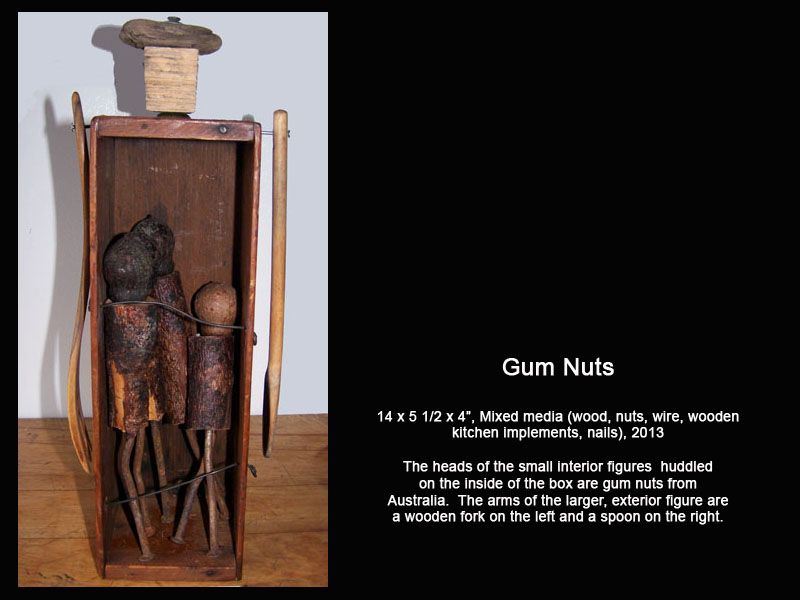 Gum Nuts
14 x 5 1/2 x 4", Mixed media (wood, nuts, wire, wooden
kitchen implements, nails), 2013
The heads of the small interior figures  huddled
on the inside of the box are gum nuts from
Australia.  The arms of the larger, exterior figure are
a wooden fork on the left and a spoon on the right.